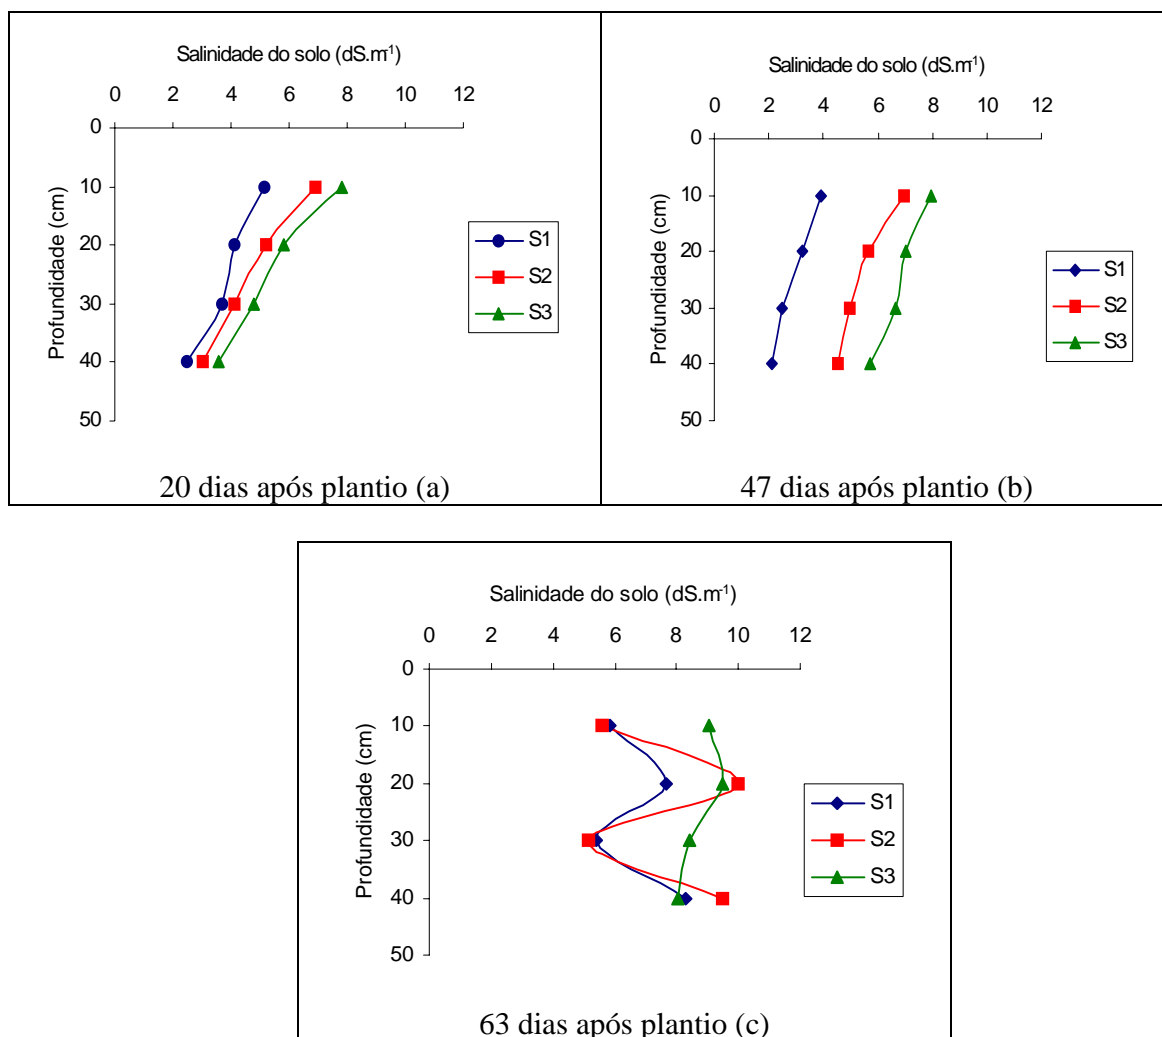 Salinidade do solo (dS.m⁻¹)
0 2 4 6 8 10 12
0
10
20
30
40
50
Profundidade (cm)
S1
S2
S3
20 dias após plantio (a)
Salinidade do solo (dS.m⁻¹)
0 2 4 6 8 10 12
0
10
20
30
40
50
Profundidade (cm)
S1
S2
S3
47 dias após plantio (b)
Salinidade do solo (dS.m⁻¹)
0 2 4 6 8 10 12
0
10
20
30
40
50
Profundidade (cm)
S1
S2
S3
63 dias após plantio (c)